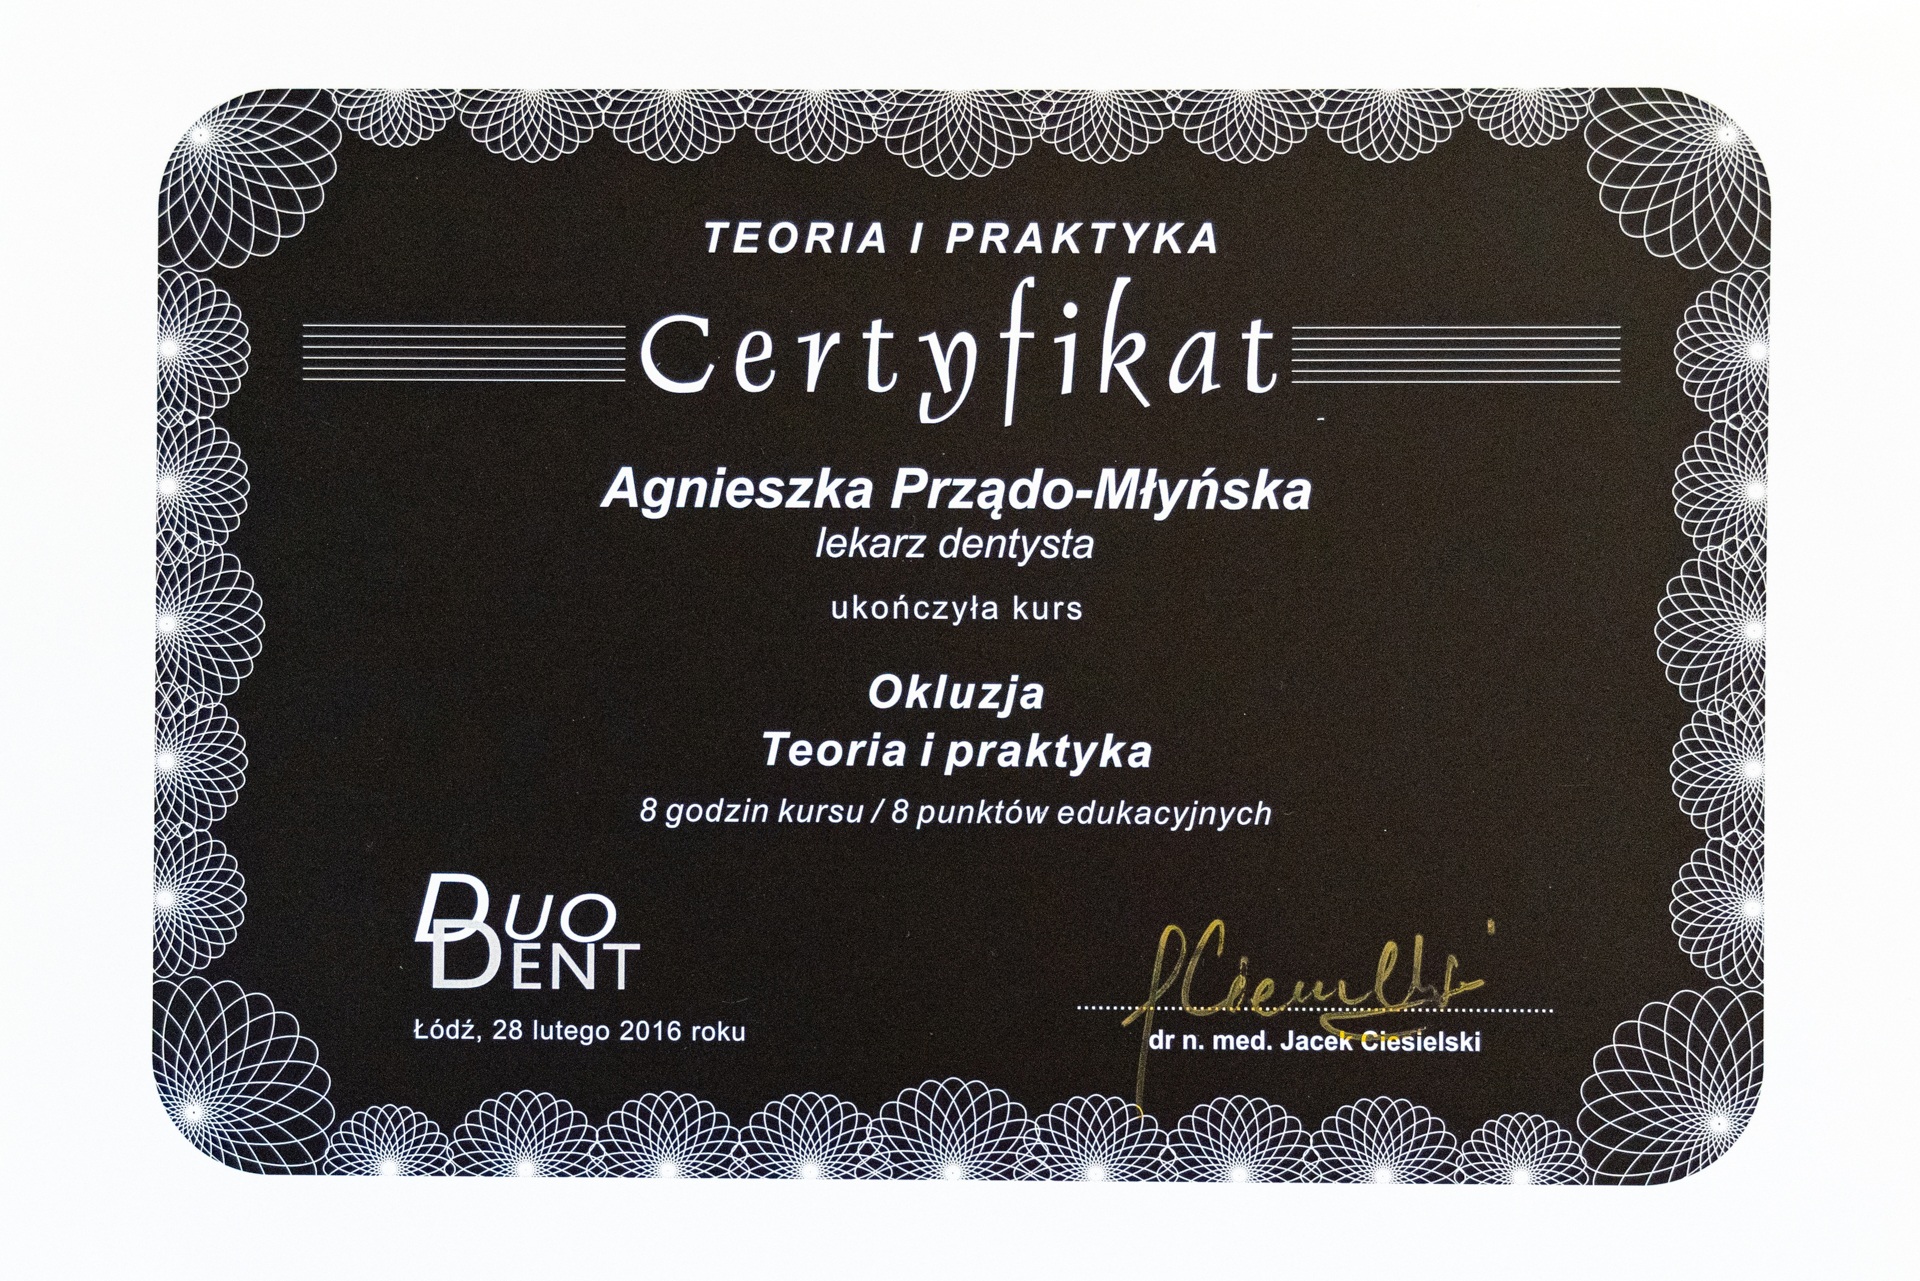 TEORIA I PRAKTYKA
Certyfikat
Agnieszka Prządo-Młyńska
lekarz dentysta
ukończyła kurs
Okluzja
Teoria i praktyka
8 godzin kursu / 8 punktów edukacyjnych
DUO
DENT
Łódź, 28 lutego 2016 roku
dr n. med. Jacek Ciesielski